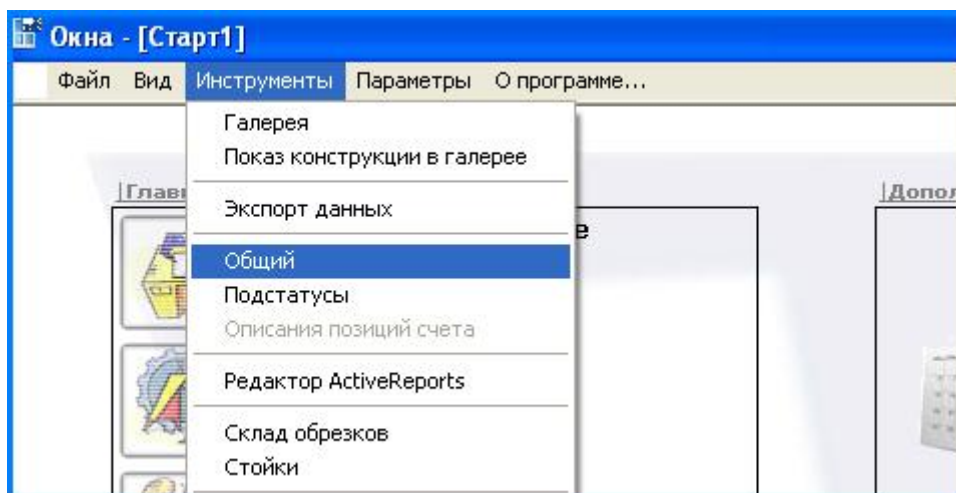 Окна - [Старт1]
Файл Вид Инструменты Параметры О программе...
Галерея
Показ конструкции в галерее
Экспорт данных
Общий
Подстатусы
Описания позиций счета
Редактор ActiveReports
Склад обрезков
Стойки